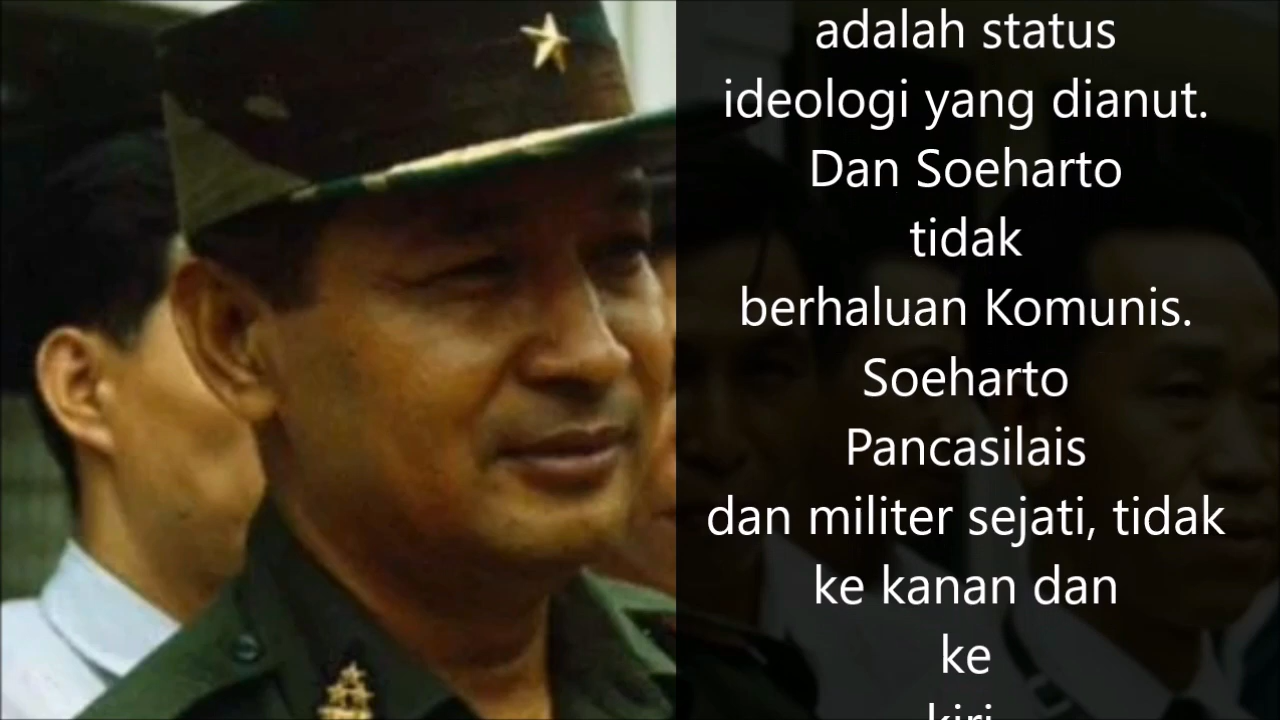 adalah status
ideologi yang dianut.
Dan Soeharto
tidak
berhaluan Komunis.
Soeharto
Pancasilais
dan militer sejati, tidak
ke kanan dan
ke
kiri